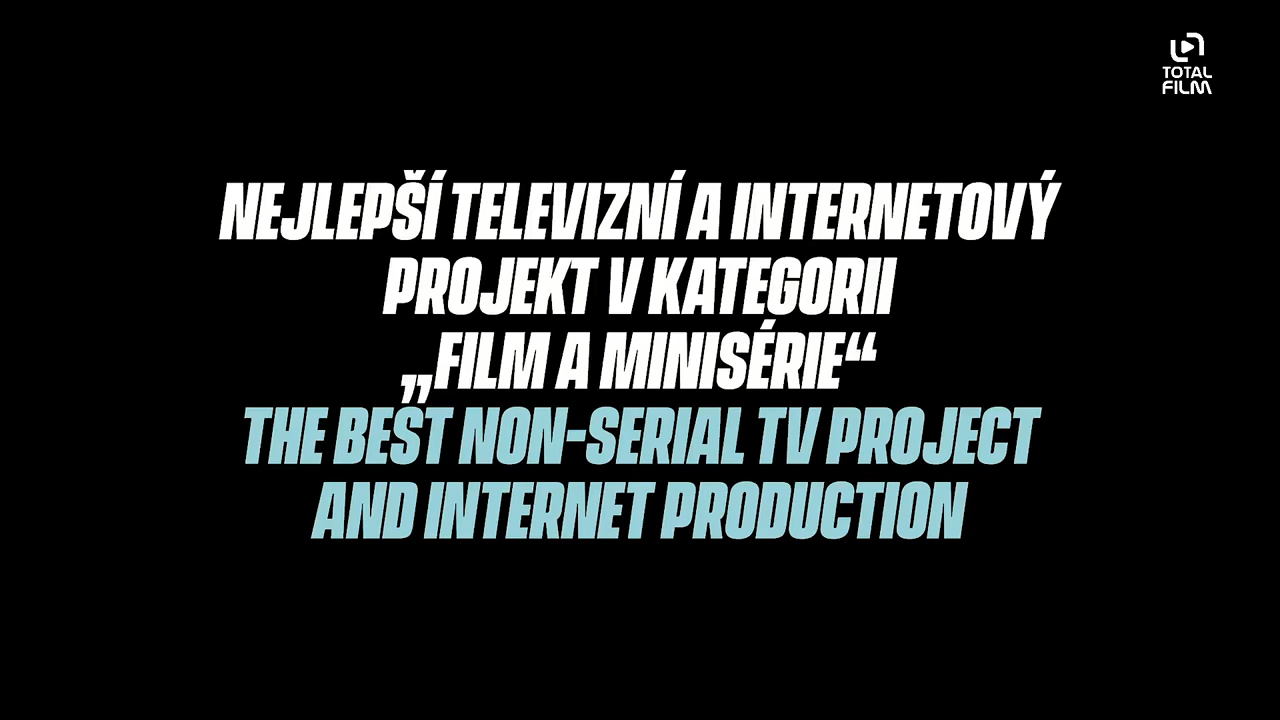 TOTAL
FILM
NEJLEPŠÍ TELEVIZNÍ A INTERNETOVÝ
PROJEKT V KATEGORII
„FILM A MINISÉRIE“
THE BEST NON-SERIAL TV PROJECT
AND INTERNET PRODUCTION